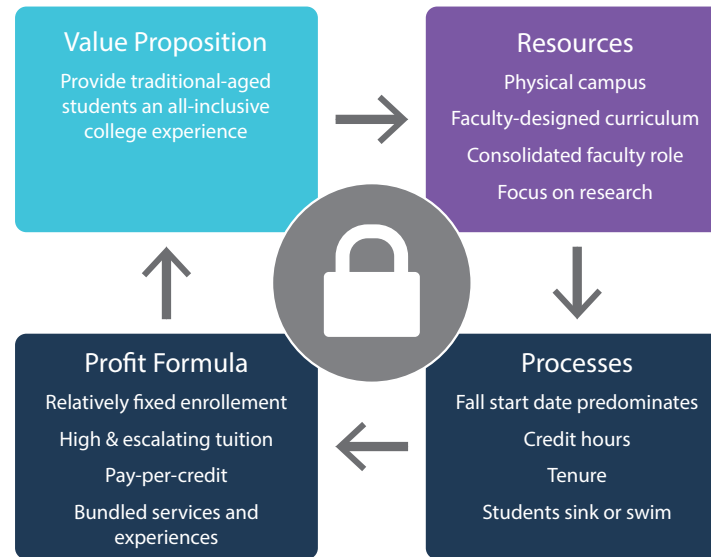 Value Proposition
Provide traditional-aged
students an all-inclusive
college experience
Resources
Physical campus
Faculty-designed curriculum
Consolidated faculty role
Focus on research
Profit Formula
Relatively fixed enrollement
High & escalating tuition
Pay-per-credit
Bundled services and
experiences
Processes
Fall start date predominates
Credit hours
Tenure
Students sink or swim